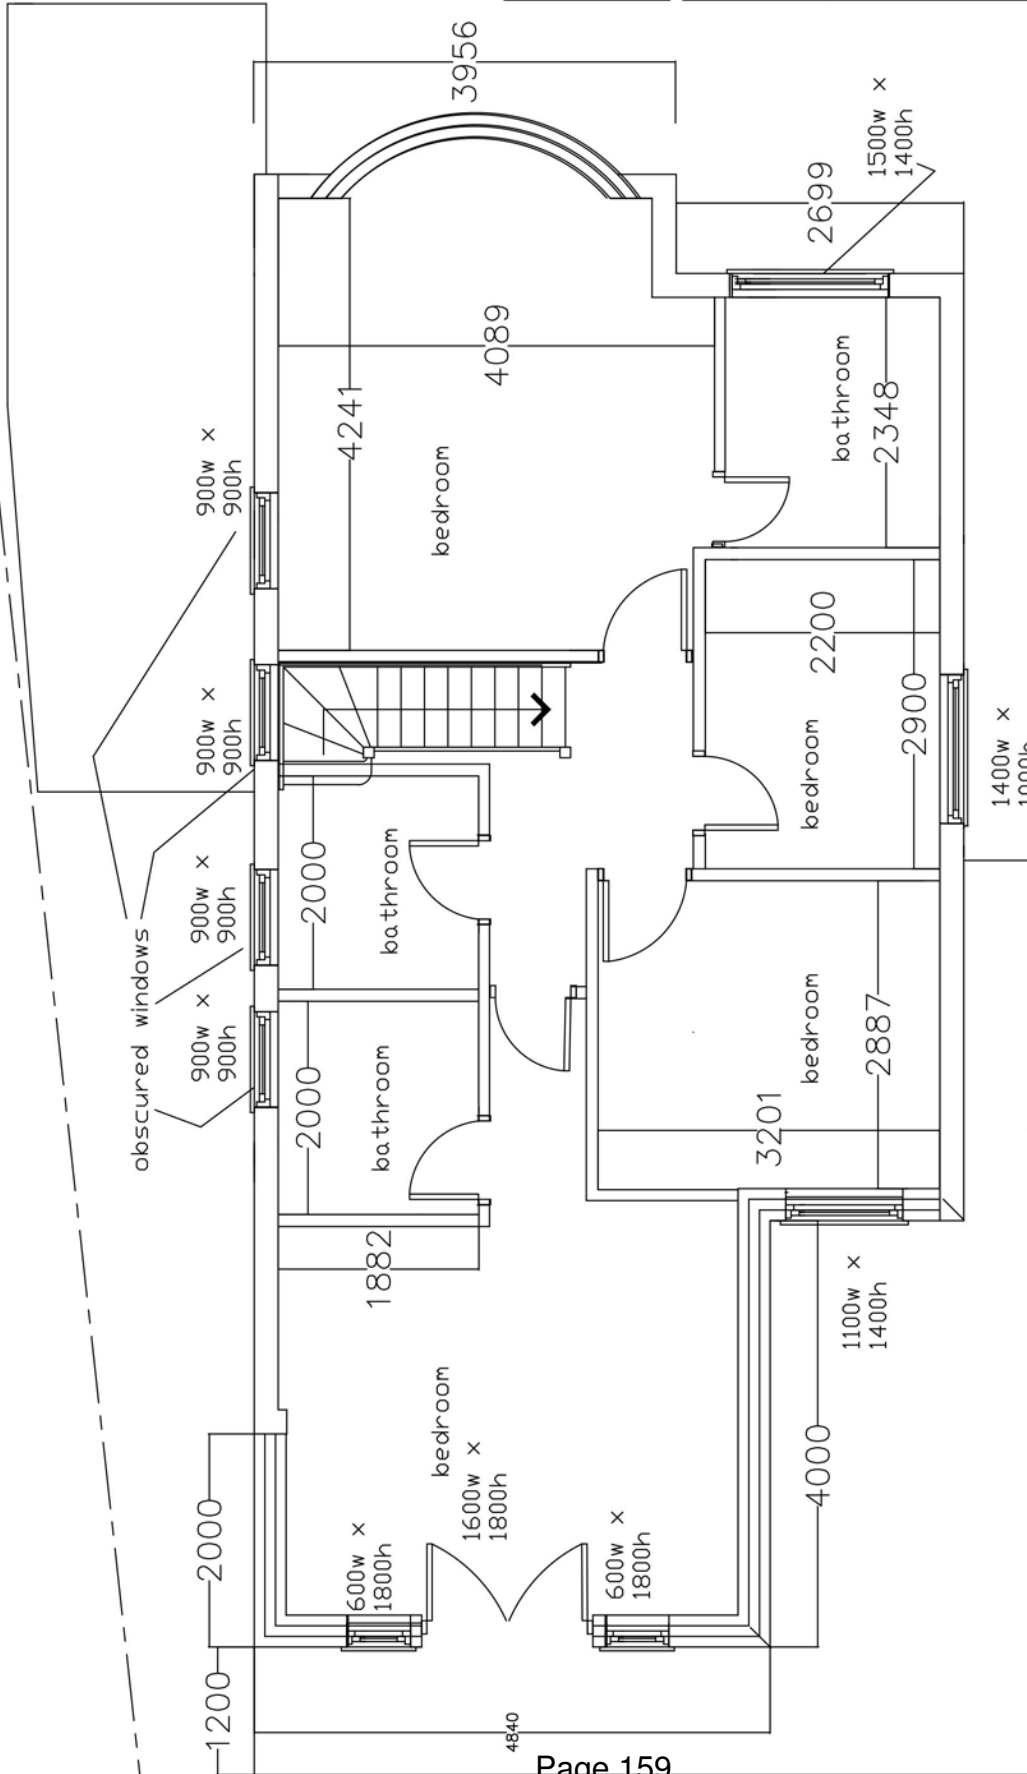 3956
1500w ×
1400h
2699
4089
4241
bedroom
bathroom
2348
900w ×
900h
900w ×
900h
2200
2900
bedroom
1400w ×
obscured windows
900w ×
900h
2000
bathroom
900w ×
900h
2000
bathroom
bedroom
2887
3201
1882
1100w ×
1400h
bedroom
1600w ×
1800h
4000
2000
600w ×
1800h
600w ×
1800h
1200
4840
Page 159